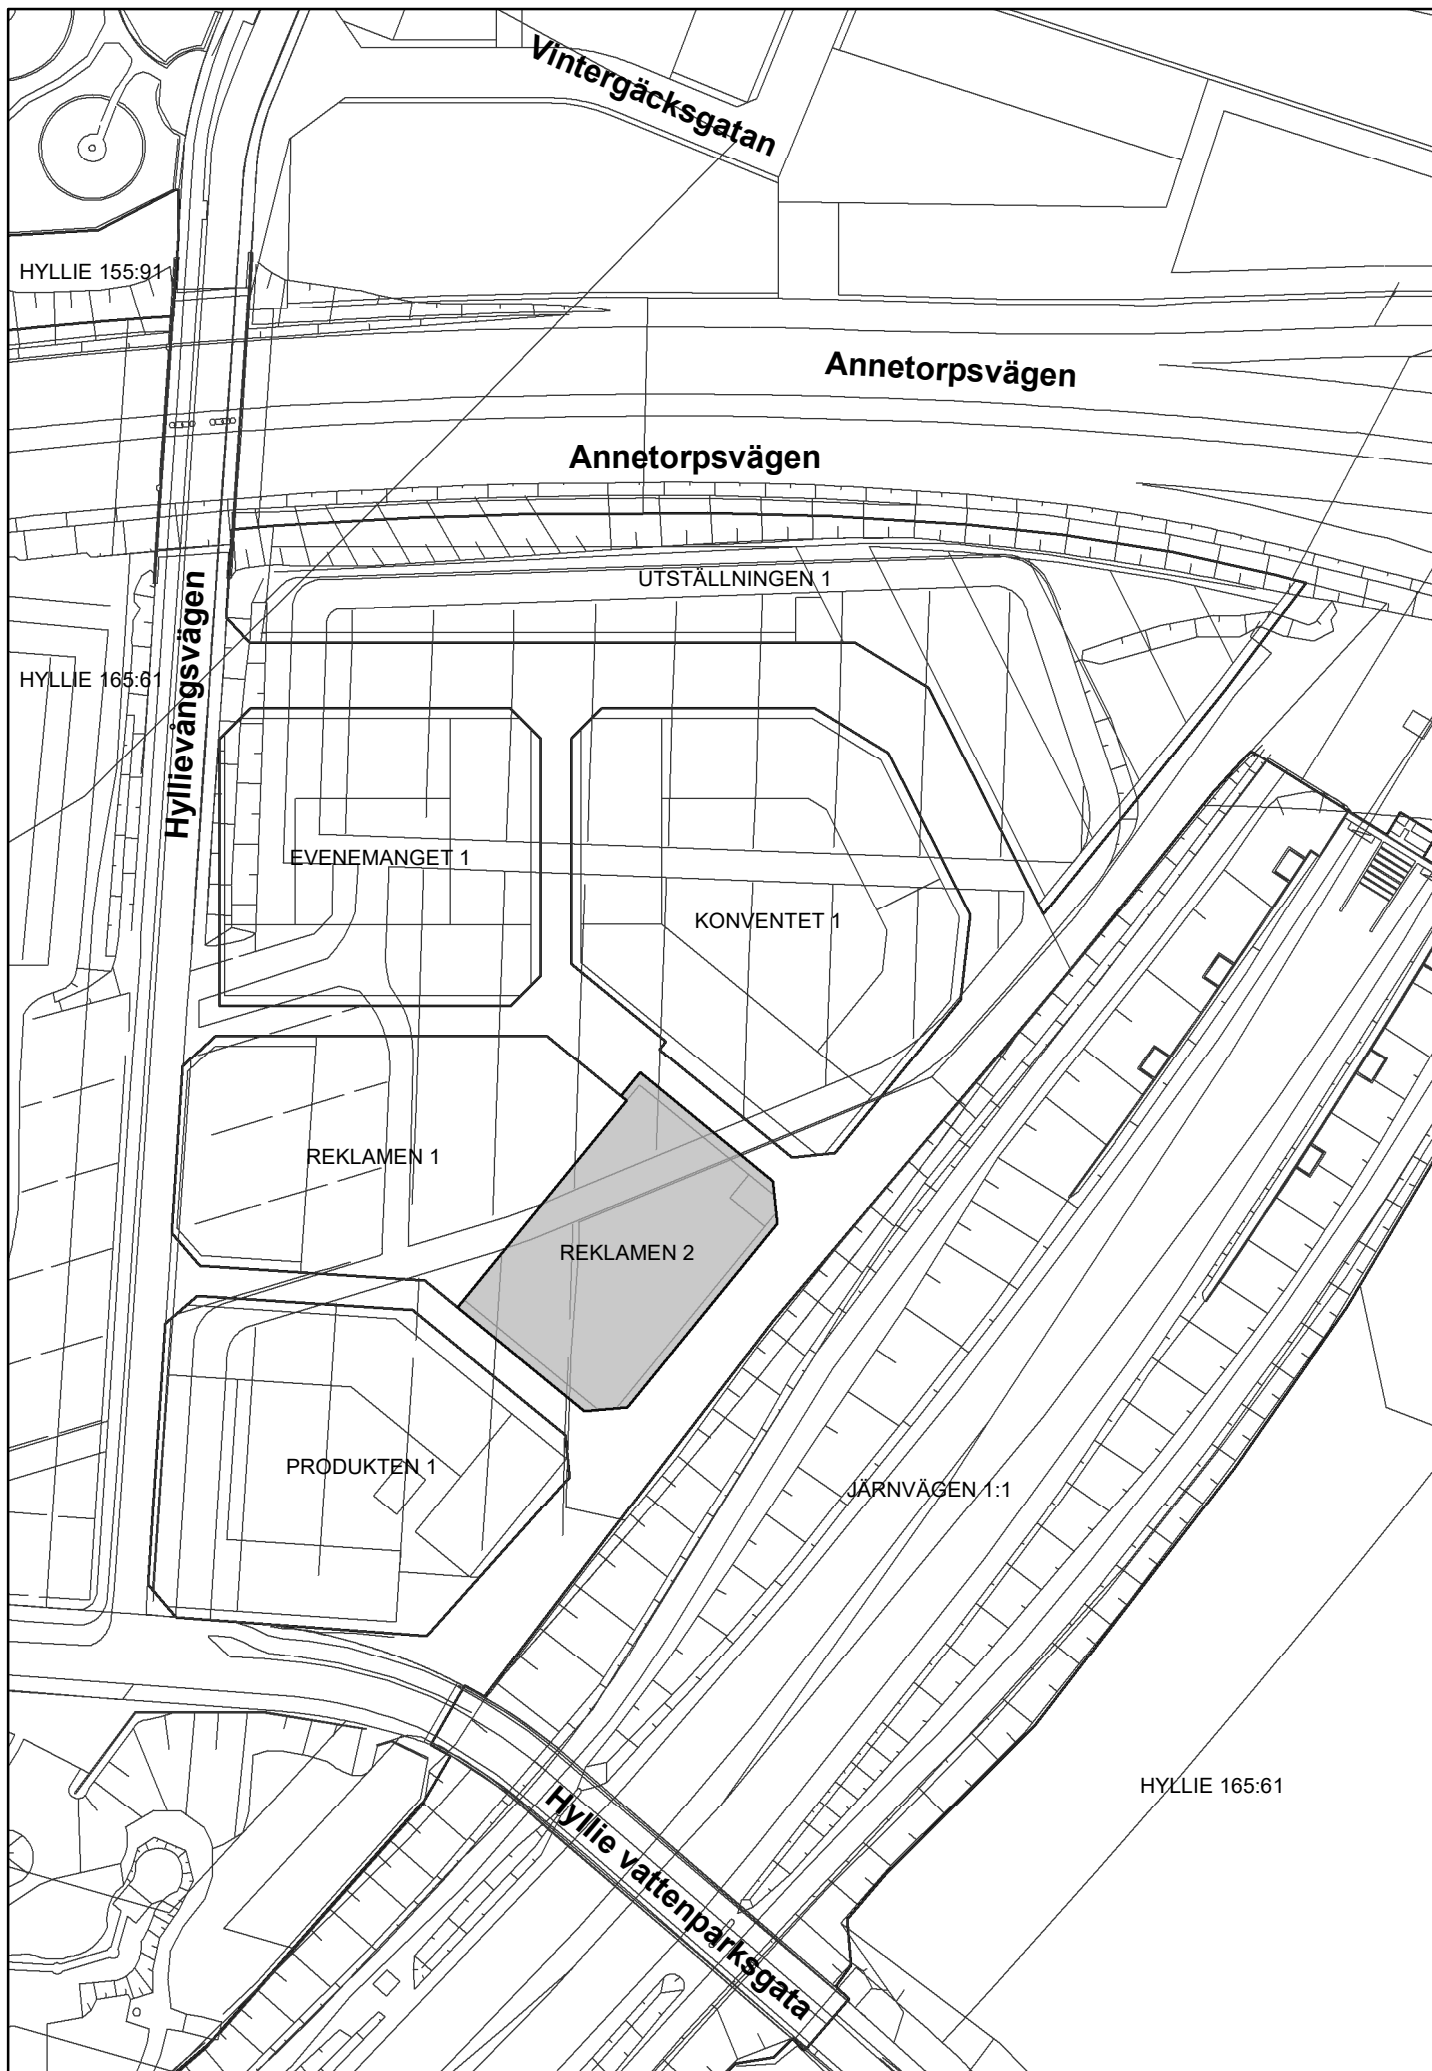 Vintergäcksgatan
HYLLIE 155:91
Annetorpsvägen
Annetorpsvägen
UTSTÄLLNINGEN 1
Hyllievångsvägen
HYLLIE 165:61
EVENEMANGET 1
KONVENTET 1
REKLAMEN 1
REKLAMEN 2
PRODUKTEN 1
JÄRNVÄGEN 1:1
HYLLIE 165:61
Hyllie vattenparksgata